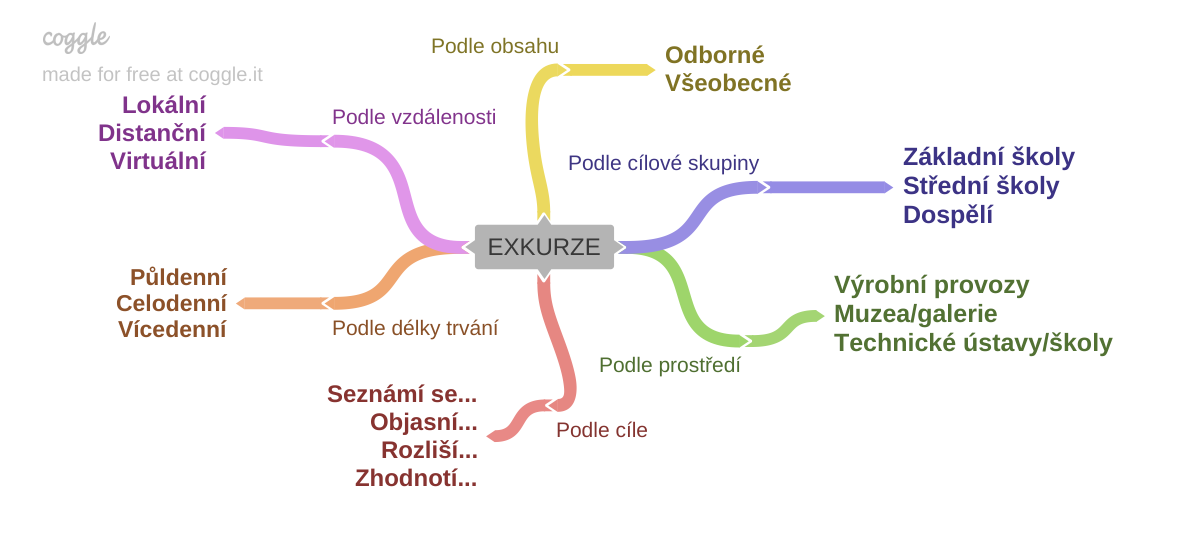 coggle
made for free at coggle.it
Podle obsahu
Odborné
Všeobecné
Podle vzdálenosti
Lokální
Distanční
Virtuální
Podle cílové skupiny
Základní školy
Střední školy
Dospělí
EXKURZE
Podle délky trvání
Půldenní
Celodenní
Vícedenní
Podle prostředí
Výrobní provozy
Muzea/galerie
Technické ústavy/školy
Podle cíle
Seznámí se...
Objasní...
Rozliší...
Zhodnotí...